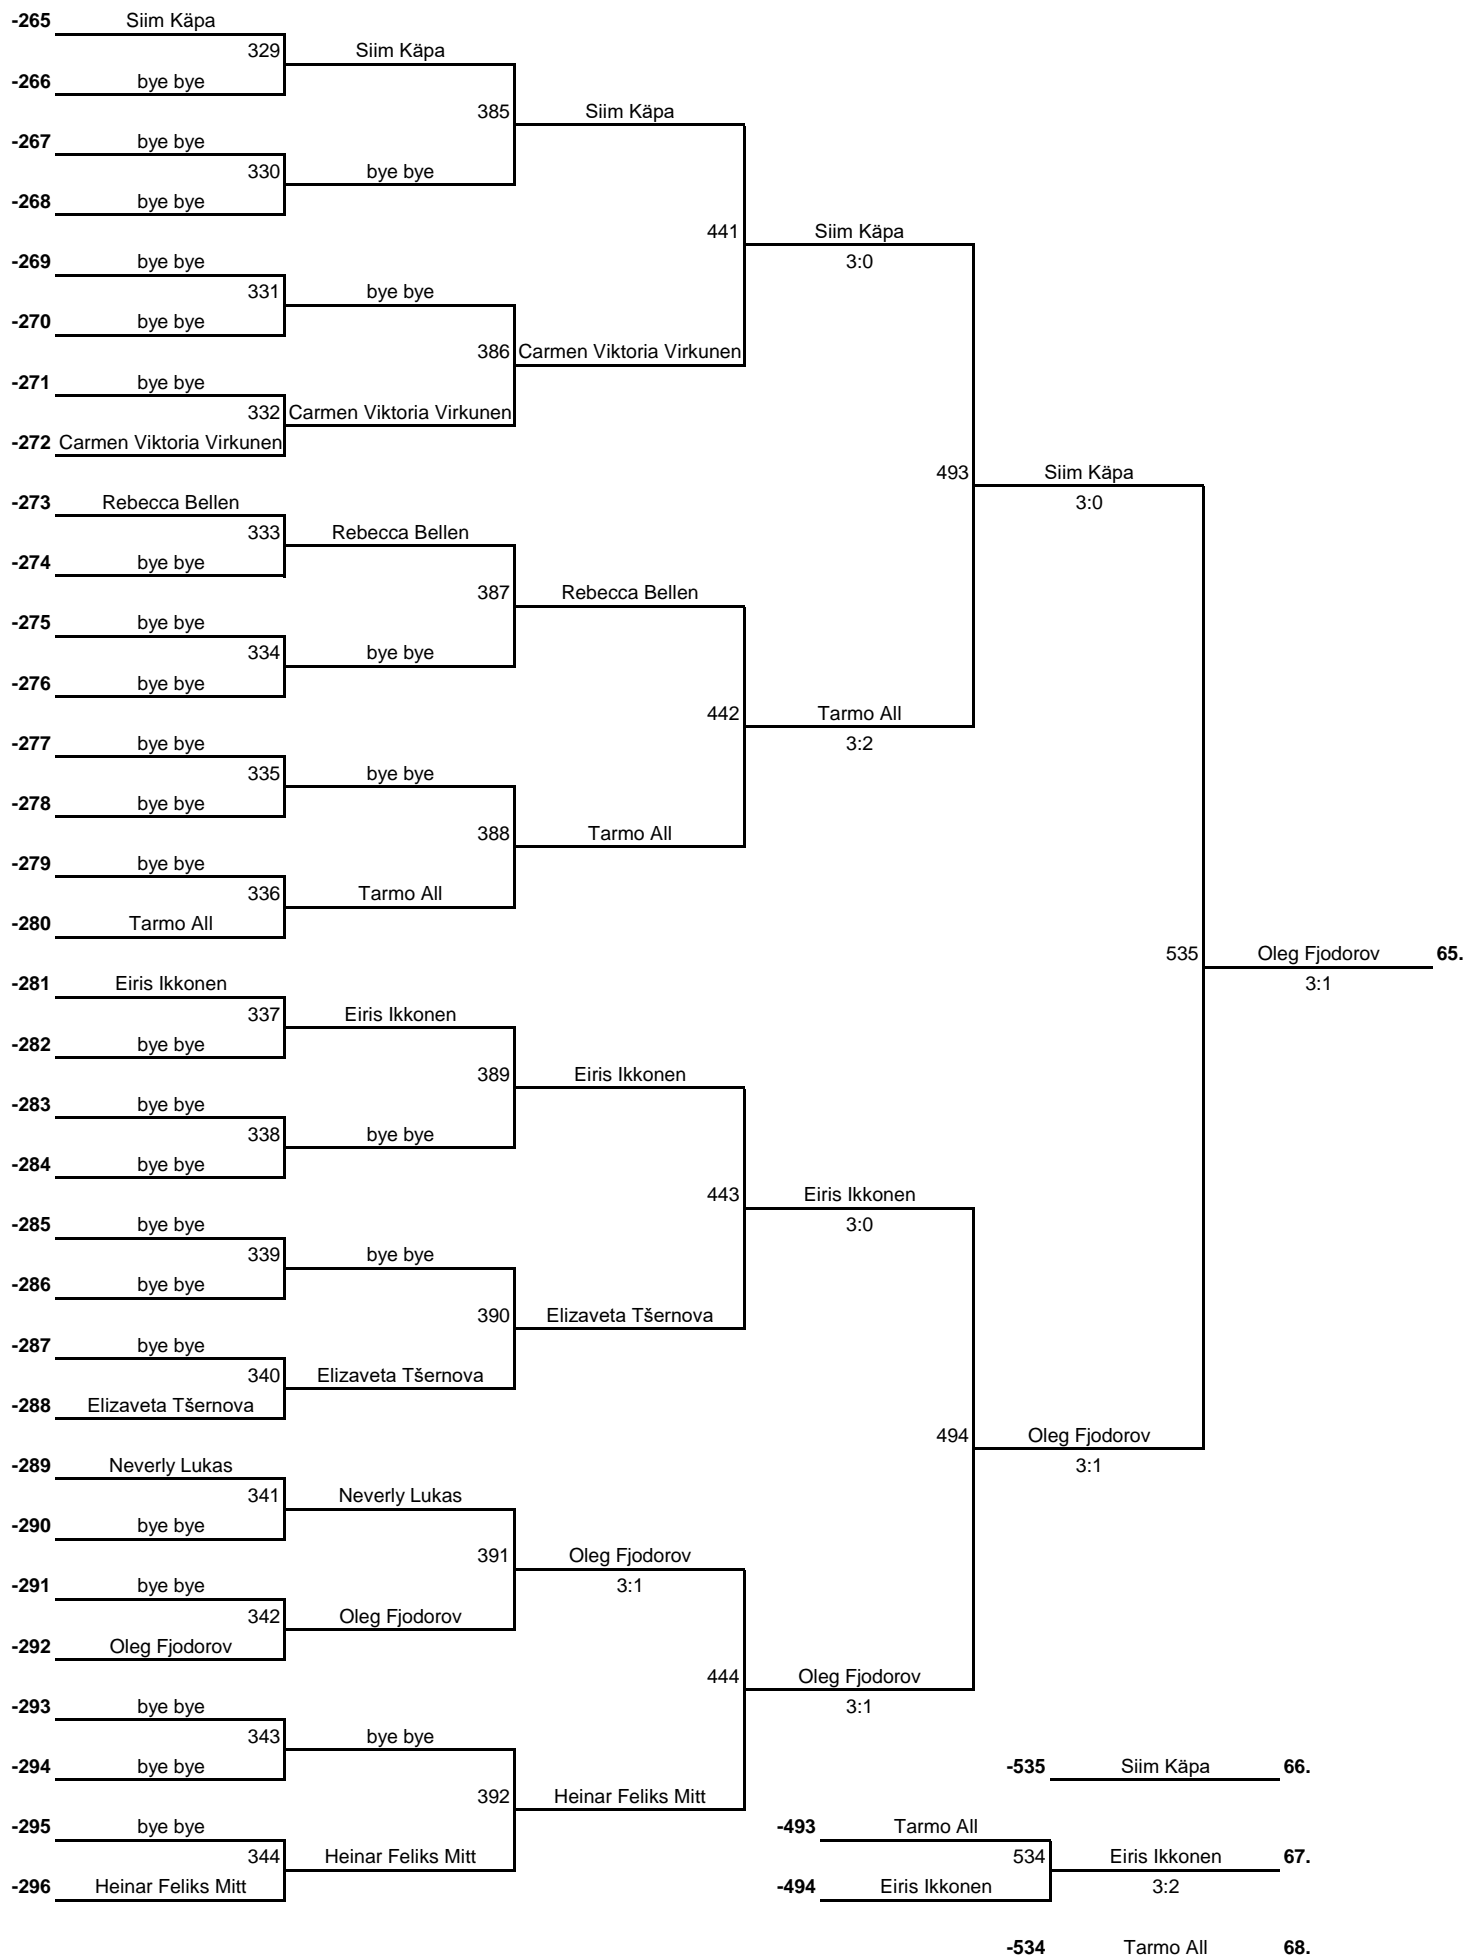 -265 Siim Käpa
329 Siim Käpa
-266 bye bye
385 Siim Käpa
-267 bye bye
330 bye bye
-268 bye bye
441 Siim Käpa
-269 bye bye 3:0
331 bye bye
-270 bye bye
386 Carmen Viktoria Virkunen
-271 bye bye
332 Carmen Viktoria Virkunen
-272 Carmen Viktoria Virkunen
493 Siim Käpa
-273 Rebecca Bellen 3:0
333 Rebecca Bellen
-274 bye bye
387 Rebecca Bellen
-275 bye bye
334 bye bye
-276 bye bye
442 Tarmo All
-277 bye bye 3:2
335 bye bye
-278 bye bye
388 Tarmo All
-279 bye bye
336 Tarmo All
-280 Tarmo All
535 Oleg Fjodorov 65.
-281 Eiris Ikkonen 3:1
337 Eiris Ikkonen
-282 bye bye
389 Eiris Ikkonen
-283 bye bye
338 bye bye
-284 bye bye
443 Eiris Ikkonen
-285 bye bye 3:0
339 bye bye
-286 bye bye
390 Elizaveta Tšernova
-287 bye bye
340 Elizaveta Tšernova
-288 Elizaveta Tšernova
494 Oleg Fjodorov
-289 Neverly Lukas 3:1
341 Neverly Lukas
-290 bye bye
391 Oleg Fjodorov
-291 bye bye 3:1
342 Oleg Fjodorov
-292 Oleg Fjodorov
444 Oleg Fjodorov
-293 bye bye 3:1
343 bye bye
-294 bye bye -535 Siim Käpa 66.
392 Heinar Feliks Mitt
-295 bye bye -493 Tarmo All
344 Heinar Feliks Mitt 534 Eiris Ikkonen 67.
-296 Heinar Feliks Mitt -494 Eiris Ikkonen 3:2
-534 Tarmo All 68.